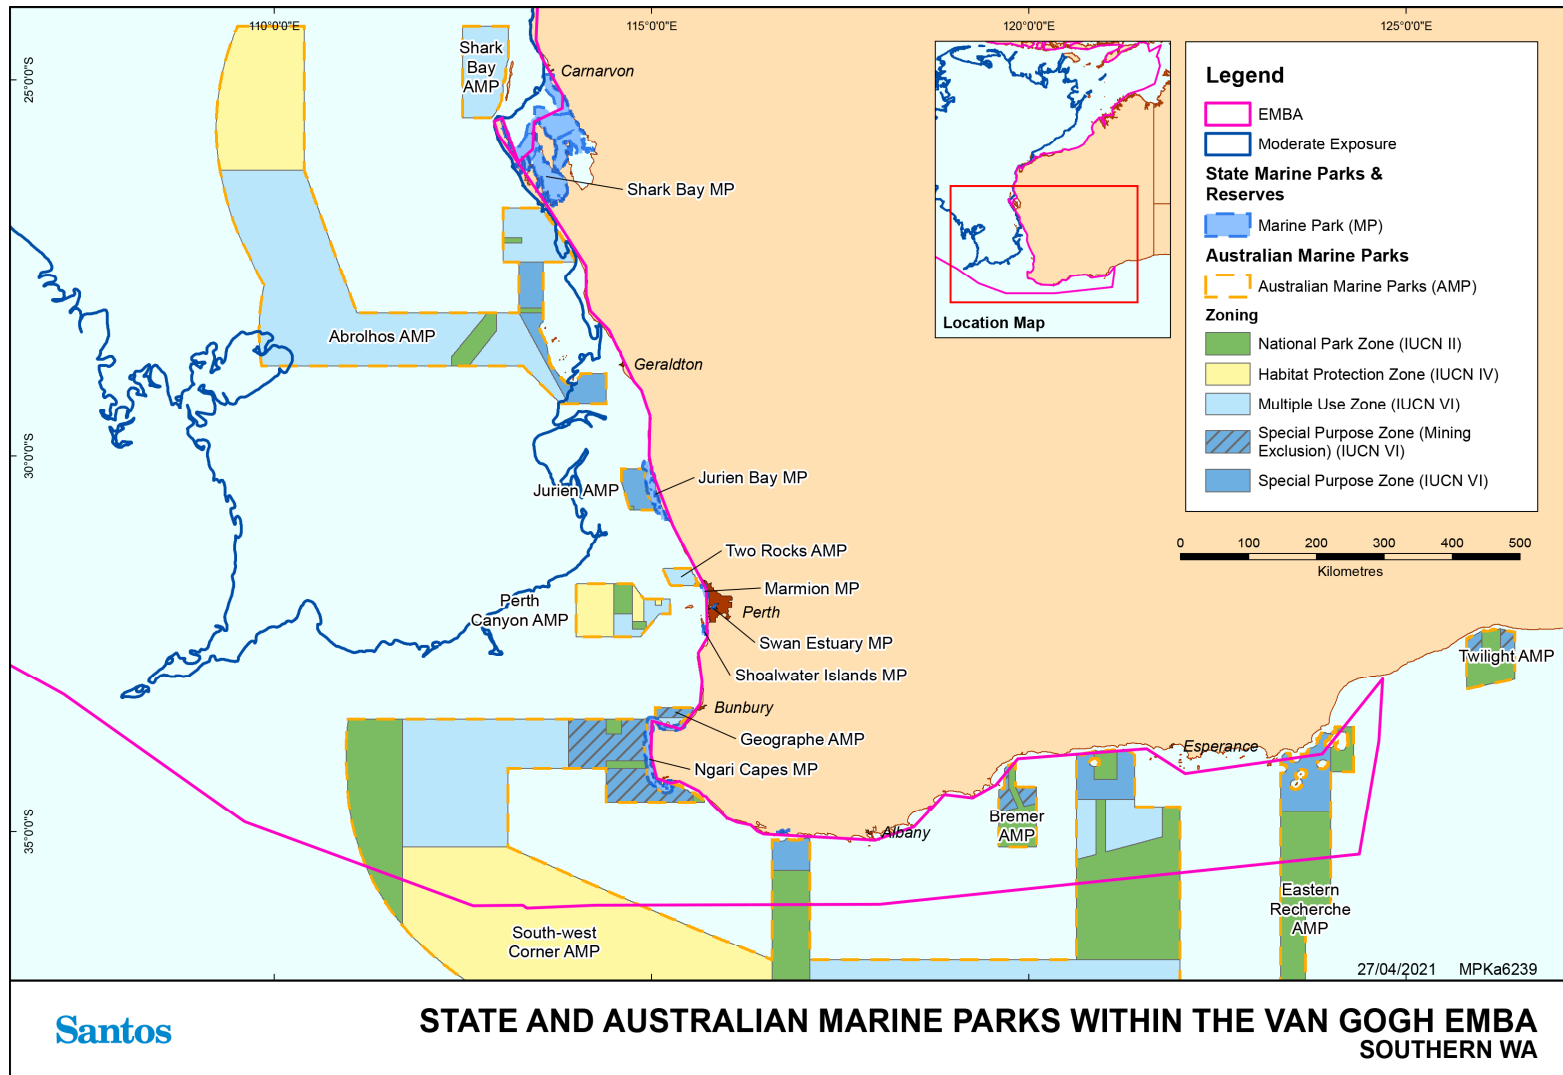 110°0'0"E
115°0'0"E
120°0'0"E
125°0'0"E
25°0'0"S
30°0'0"S
35°0'0"S
Shark
Bay
AMP
Carnarvon
Shark Bay MP
Abrolhos AMP
Geraldton
Jurien Bay MP
Jurien AMP
Two Rocks AMP
Marmion MP
Perth
Canyon AMP
Perth
Swan Estuary MP
Shoalwater Islands MP
Bunbury
Geographe AMP
Ngari Capes MP
Albany
Bremer
AMP
Esperance
Twilight AMP
Eastern
Recherche
AMP
South-west
Corner AMP
Location Map
Legend
EMBA
Moderate Exposure
State Marine Parks &
Reserves
Marine Park (MP)
Australian Marine Parks
Australian Marine Parks (AMP)
Zoning
National Park Zone (IUCN II)
Habitat Protection Zone (IUCN IV)
Multiple Use Zone (IUCN VI)
Special Purpose Zone (Mining
Exclusion) (IUCN VI)
Special Purpose Zone (IUCN VI)
0 100 200 300 400 500
Kilometres
27/04/2021 MPKa6239
Santos
STATE AND AUSTRALIAN MARINE PARKS WITHIN THE VAN GOGH EMBA
SOUTHERN WA